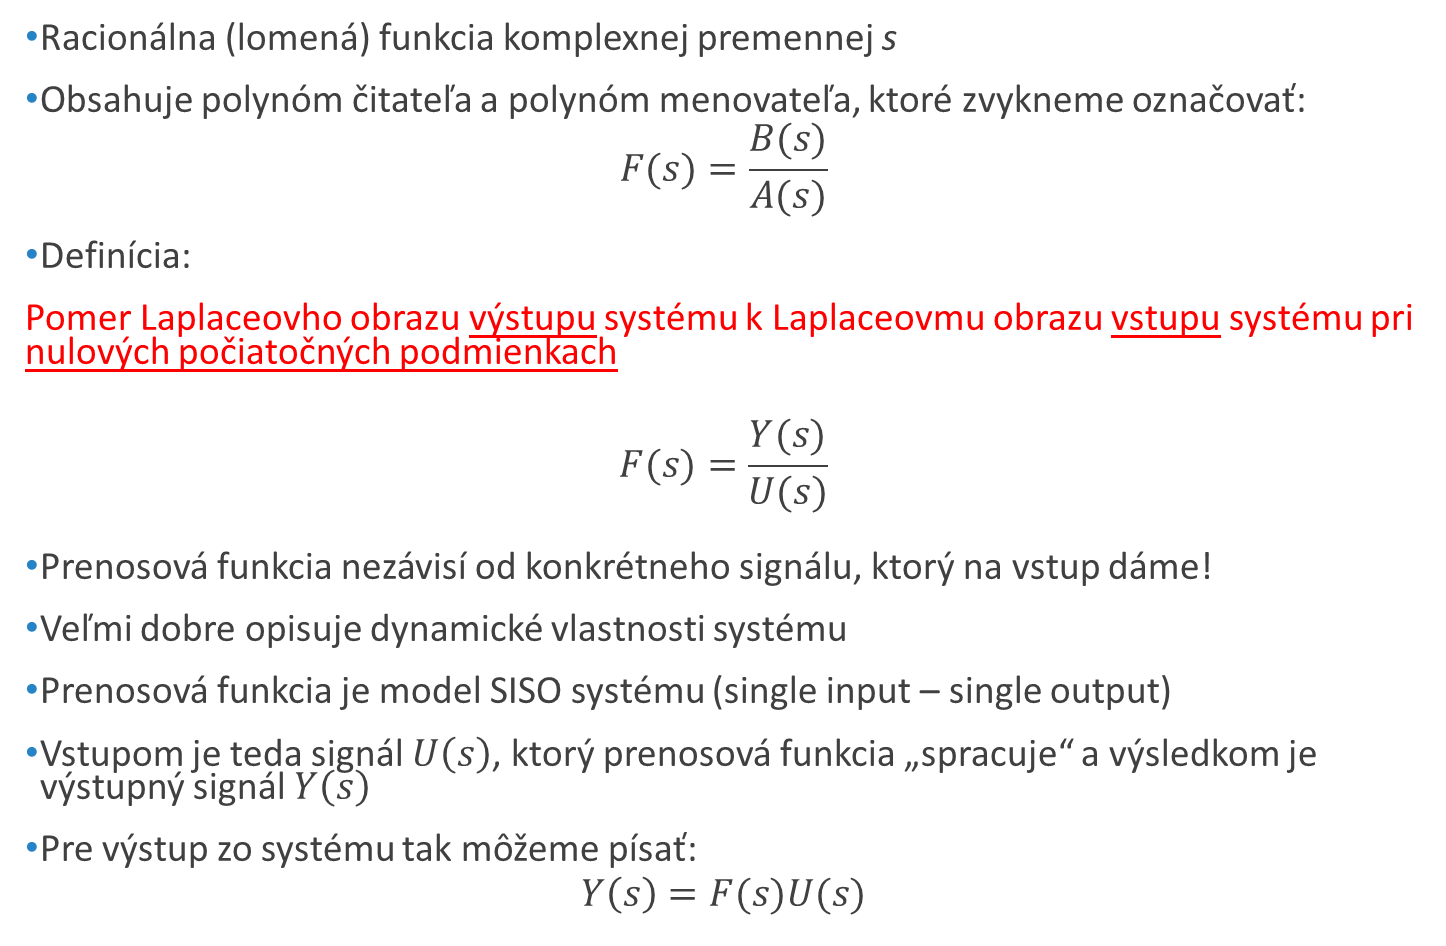 •Racionálna (lomená) funkcia komplexnej premennej s
•Obsahuje polynóm čitateľa a polynóm menovateľa, ktoré zvykneme označovať:
F(s) = B(s)/A(s)
•Definícia:
Pomer Laplaceovho obrazu výstupu systému k Laplaceovmu obrazu vstupu systému pri
nulových počiatočných podmienkach
F(s) = Y(s)/U(s)
•Prenosová funkcia nezávisí od konkrétneho signálu, ktorý na vstup dáme!
•Veľmi dobre opisuje dynamické vlastnosti systému
•Prenosová funkcia je model SISO systému (single input – single output)
•Vstupom je teda signál U(s), ktorý prenosová funkcia „spracuje“ a výsledkom je
výstupný signál Y(s)
•Pre výstup zo systému tak môžeme písať:
Y(s) = F(s)U(s)